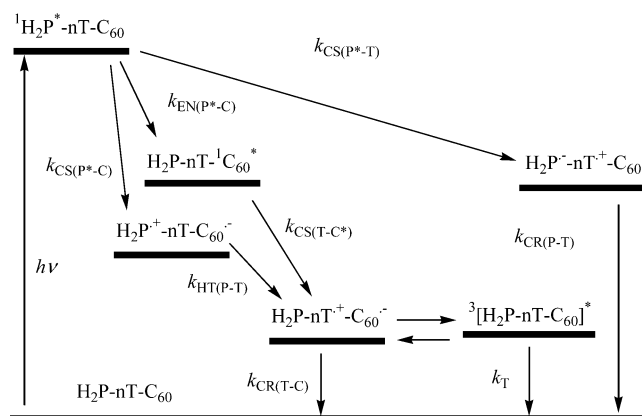 ¹H₂P*-nT-C₆₀
k_CS(P*-T)
k_EN(P*-C)
k_CS(P*-C)
H₂P-nT-¹C₆₀*
H₂P·⁻-nT·⁺-C₆₀
k_CS(T-C*)
H₂P·⁺-nT-C₆₀·⁻
k_CR(P-T)
hν
k_HT(P-T)
H₂P-nT·⁺-C₆₀·⁻
³[H₂P-nT-C₆₀]*
H₂P-nT-C₆₀
k_CR(T-C)
k_T